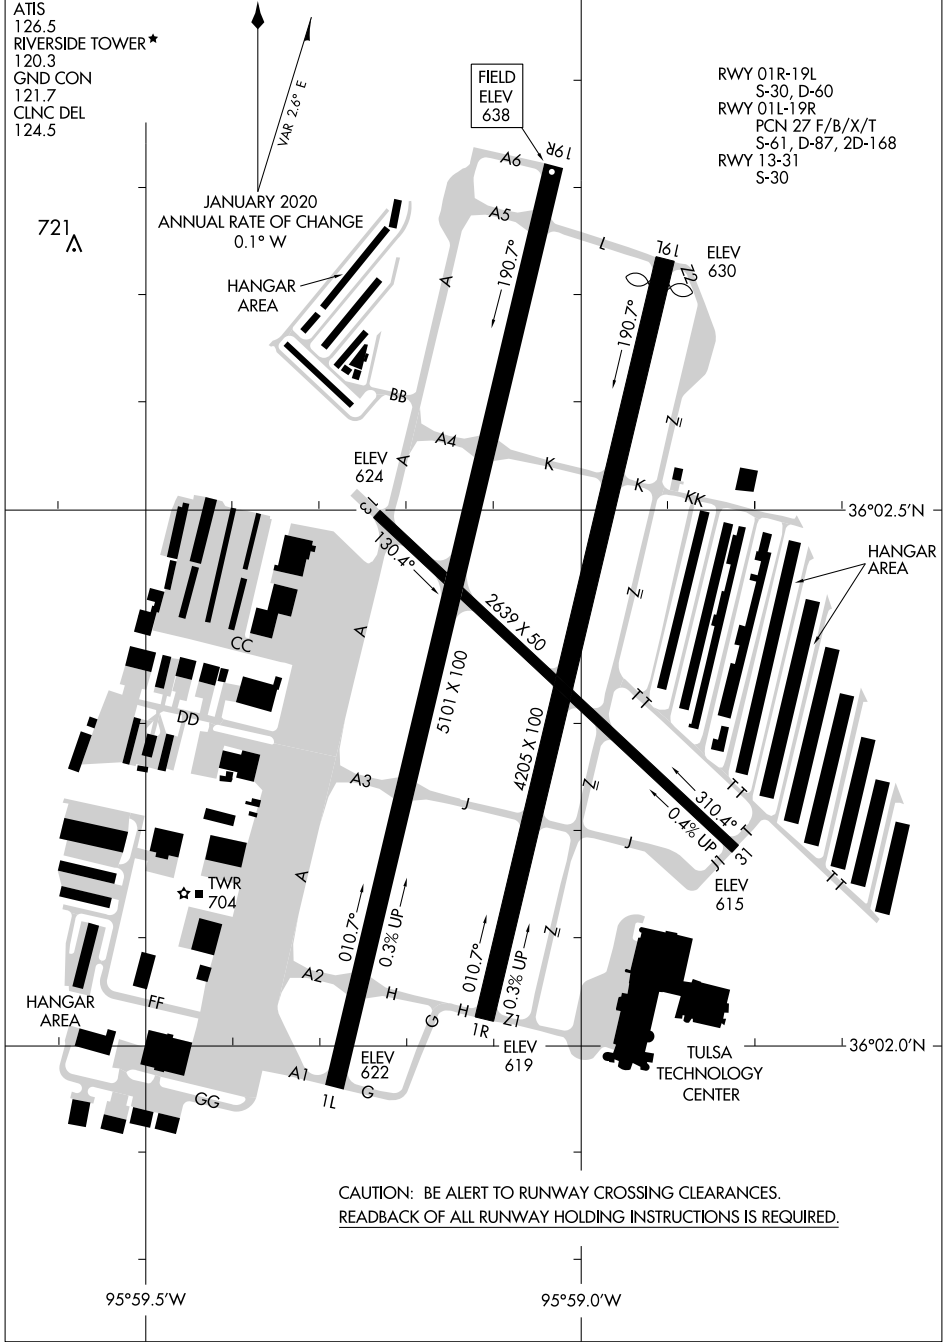 ATIS
126.5
RIVERSIDE TOWER★
120.3
GND CON
121.7
CLNC DEL
124.5
VAR 2.6° E
JANUARY 2020
ANNUAL RATE OF CHANGE
0.1° W
721
FIELD
ELEV
638
RWY 01R-19L
S-30, D-60
RWY 01L-19R
PCN 27 F/B/X/T
S-61, D-87, 2D-168
RWY 13-31
S-30
A6
19R
A5
L
19L
ELEV
630
Z2
HANGAR
AREA
A
190.7°
190.7°
BB
A4
Z
K
K
KK
ELEV
624
A
13
36°02.5'N
130.4°
HANGAR
AREA
2639 X 50
Z
A
CC
5101 X 100
TT
DD
4205 X 100
A3
J
Z
TT
310.4°
0.4% UP
T
J
31
J1
ELEV
615
TT
A
TWR
704
010.7°
0.3% UP
010.7°
0.3% UP
Z
A2
H
H
G
1R
Z1
HANGAR
AREA
FF
ELEV
622
ELEV
619
36°02.0'N
TULSA
TECHNOLOGY
CENTER
A1
1L
G
GG
CAUTION: BE ALERT TO RUNWAY CROSSING CLEARANCES.
READBACK OF ALL RUNWAY HOLDING INSTRUCTIONS IS REQUIRED.
95°59.5'W
95°59.0'W